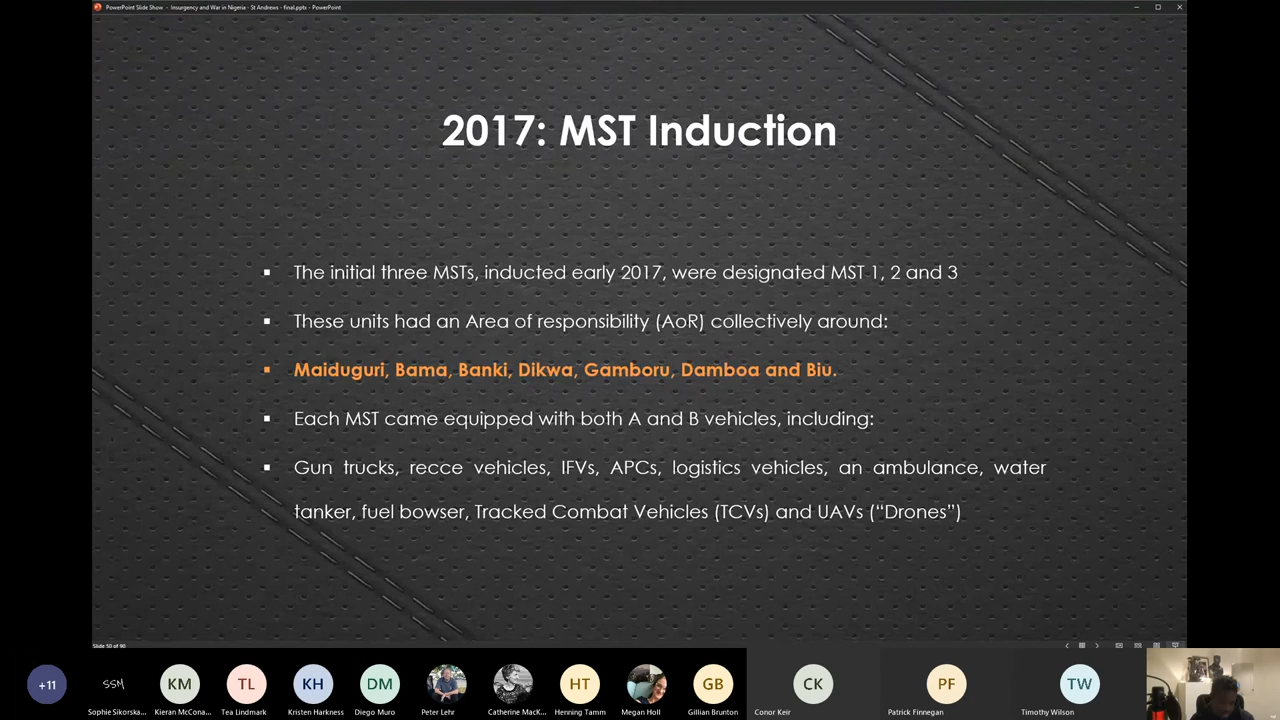 PowerPoint Slide Show - Insurgency and War in Nigeria - St Andrews - final.pptx - PowerPoint
2017: MST Induction
▪ The initial three MSTs, inducted early 2017, were designated MST 1, 2 and 3
▪ These units had an Area of responsibility (AoR) collectively around:
▪ Maiduguri, Bama, Banki, Dikwa, Gamboru, Damboa and Biu.
▪ Each MST came equipped with both A and B vehicles, including:
▪ Gun trucks, recce vehicles, IFVs, APCs, logistics vehicles, an ambulance, water
tanker, fuel bowser, Tracked Combat Vehicles (TCVs) and UAVs (“Drones”)
Slide 50 of 90
+11 SSM KM TL KH DM HT GB CK PF TW
Sophie Sikorska... Kieran McCona... Tea Lindmark Kristen Harkness Diego Muro Peter Lehr Catherine MacK... Henning Tamm Megan Holl Gillian Brunton Conor Keir Patrick Finnegan Timothy Wilson